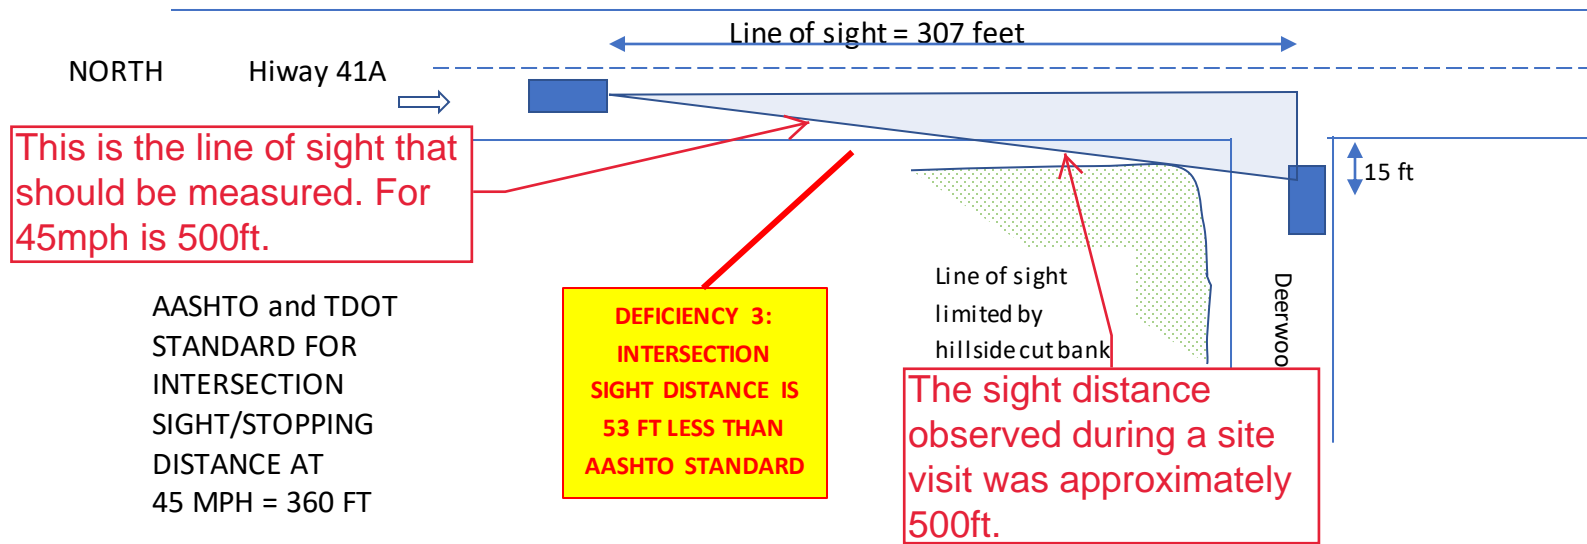 Line of sight = 307 feet
NORTH Hiway 41A
This is the line of sight that
should be measured. For
45mph is 500ft.
15 ft
AASHTO and TDOT
STANDARD FOR
INTERSECTION
SIGHT/STOPPING
DISTANCE AT
45 MPH = 360 FT
DEFICIENCY 3:
INTERSECTION
SIGHT DISTANCE IS
53 FT LESS THAN
AASHTO STANDARD
Line of sight
limited by
hillside cut bank
Deerwoo
The sight distance
observed during a site
visit was approximately
500ft.